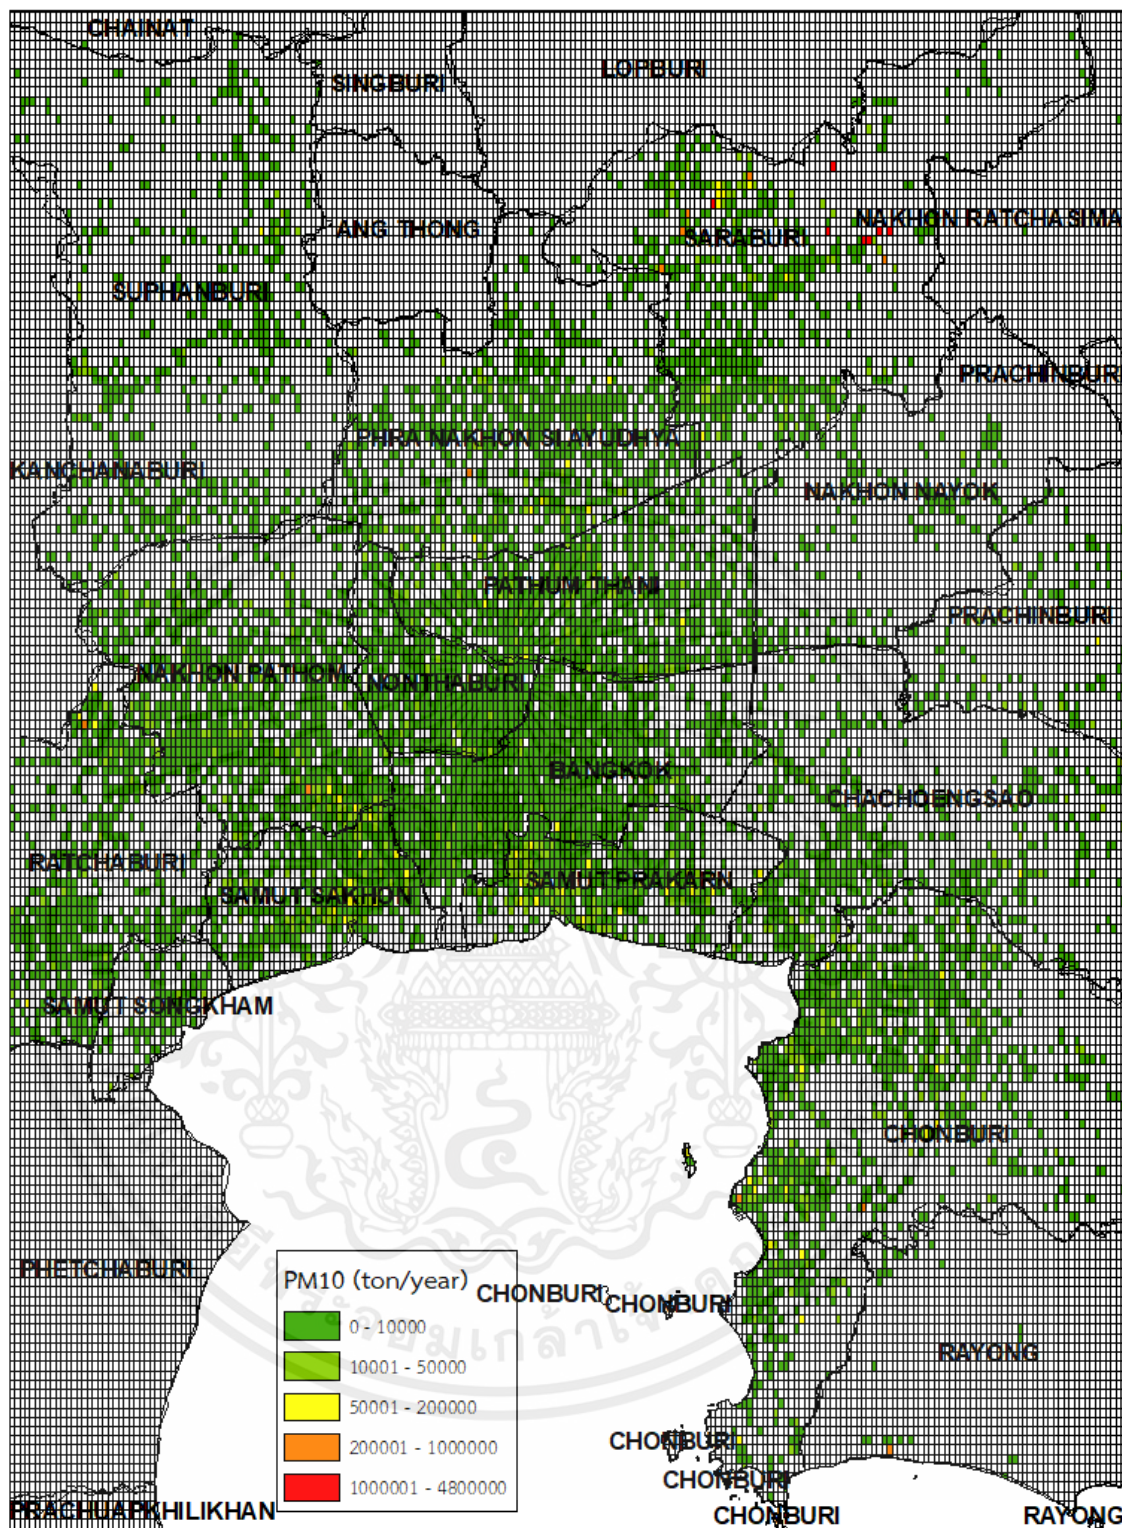 CHAINAT
LOPBURI
SINGBURI
NAKHON RATCHASIMA
ANG THONG
SARABURI
SUPHANBURI
PRACHINBURI
PHRA NAKHON SI AYUDHYA
KANCHANABURI
NAKHON NAYOK
PATHUM THANI
PRACHINBURI
NAKHON PATHOM
NONTHABURI
BANGKOK
CHACHOENGSAO
RATCHABURI
SAMUT PRAKARN
SAMUT SAKHON
SAMUT SONGKHAM
CHONBURI
PHETCHABURI
PM10 (ton/year)
0 - 10000
10001 - 50000
50001 - 200000
200001 - 1000000
1000001 - 4800000
CHONBURI
CHONBURI
RAYONG
CHONBURI
CHONBURI
PRACHUAPKHILIKHAN
CHONBURI
RAYONG